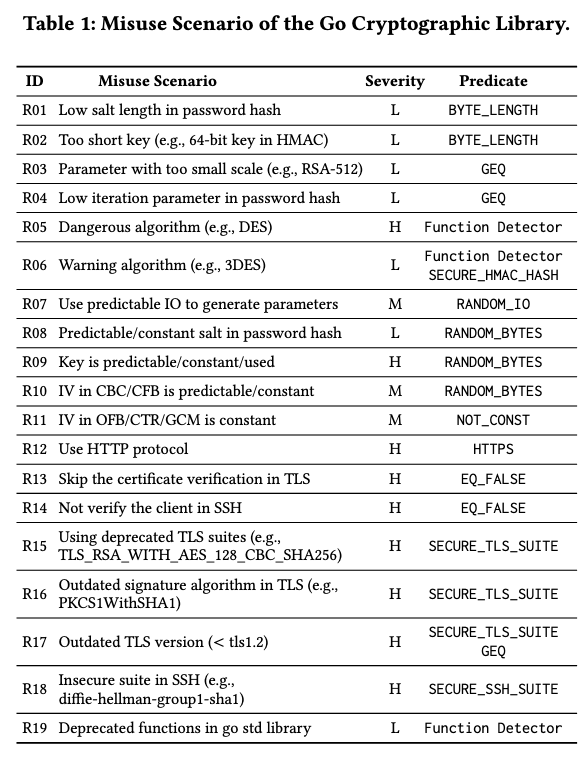 Table 1: Misuse Scenario of the Go Cryptographic Library.
ID Misuse Scenario Severity Predicate
R01 Low salt length in password hash L BYTE_LENGTH
R02 Too short key (e.g., 64-bit key in HMAC) L BYTE_LENGTH
R03 Parameter with too small scale (e.g., RSA-512) L GEQ
R04 Low iteration parameter in password hash L GEQ
R05 Dangerous algorithm (e.g., DES) H Function Detector
R06 Warning algorithm (e.g., 3DES) L Function Detector
SECURE_HMAC_HASH
R07 Use predictable IO to generate parameters M RANDOM_IO
R08 Predictable/constant salt in password hash L RANDOM_BYTES
R09 Key is predictable/constant/used H RANDOM_BYTES
R10 IV in CBC/CFB is predictable/constant M RANDOM_BYTES
R11 IV in OFB/CTR/GCM is constant M NOT_CONST
R12 Use HTTP protocol H HTTPS
R13 Skip the certificate verification in TLS H EQ_FALSE
R14 Not verify the client in SSH H EQ_FALSE
R15 Using deprecated TLS suites (e.g.,
TLS_RSA_WITH_AES_128_CBC_SHA256) H SECURE_TLS_SUITE
R16 Outdated signature algorithm in TLS (e.g.,
PKCS1WithSHA1) H SECURE_TLS_SUITE
R17 Outdated TLS version (< tls1.2) H SECURE_TLS_SUITE
GEQ
R18 Insecure suite in SSH (e.g.,
diffie-hellman-group1-sha1) H SECURE_SSH_SUITE
R19 Deprecated functions in go std library L Function Detector